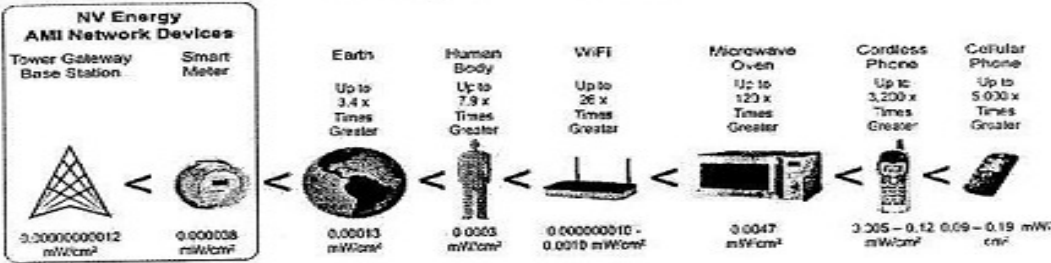 NV Energy
AMI Network Devices
Tower Gateway
Base Station
Smart
Meter
Earth
Up to
3.4 x
Times
Greater
Human
Body
Up to
7.9 x
Times
Greater
WiFi
Up to
26 x
Times
Greater
Microwave
Oven
Up to
123 x
Times
Greater
Cordless
Phone
Up to
3,200 x
Times
Greater
Cellular
Phone
Up to
5,000 x
Times
Greater
< < < < < < <
0.00000000012
mW/cm²
0.000038
mW/cm²
0.00013
mW/cm²
0.0003
mW/cm²
0.000000010 -
0.0010 mW/cm²
0.0047
mW/cm²
0.005 – 0.12
mW/cm²
0.09 – 0.19 mW/
cm²